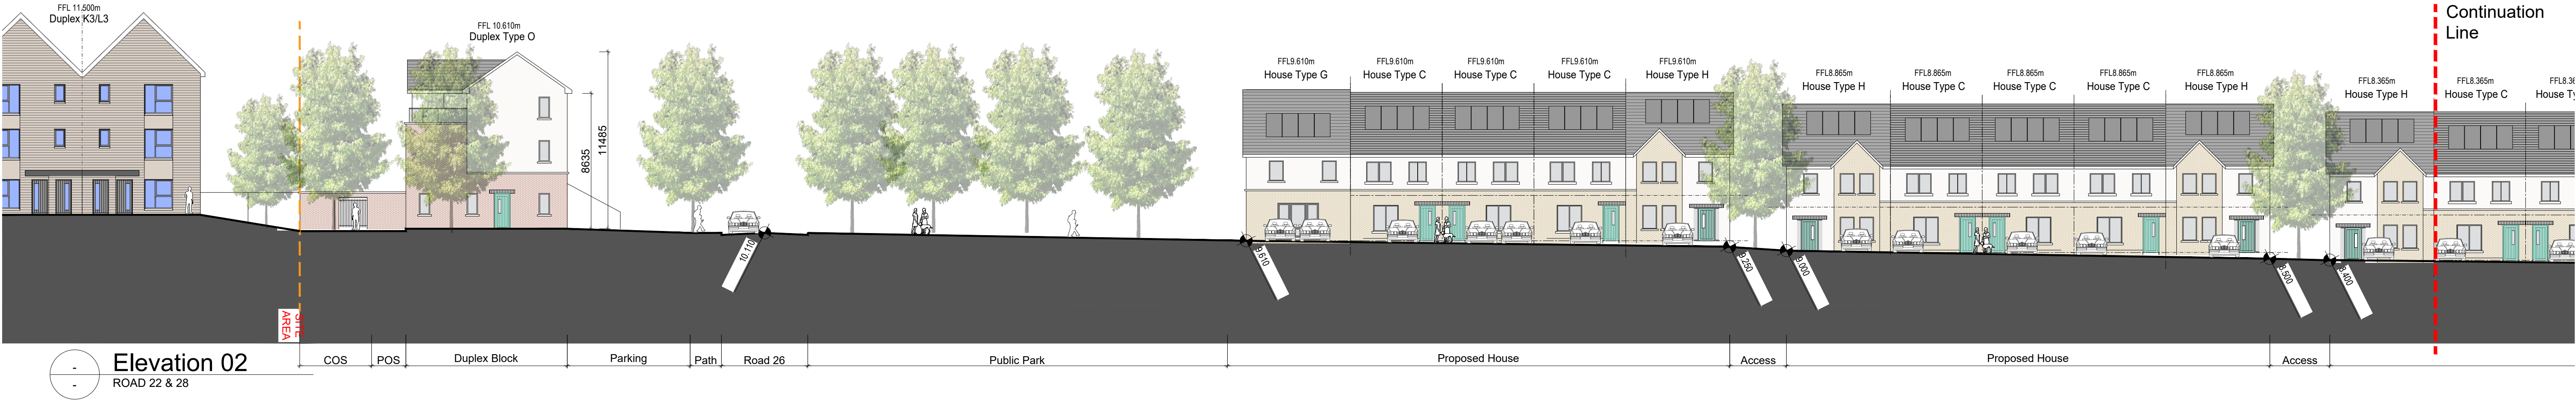 FFL 11.500m
Duplex K3/L3
FFL 10.610m
Duplex Type O
8635
11485
FFL9.610m
House Type G
FFL9.610m
House Type C
FFL9.610m
House Type C
FFL9.610m
House Type C
FFL9.610m
House Type H
FFL8.865m
House Type H
FFL8.865m
House Type C
FFL8.865m
House Type C
FFL8.865m
House Type C
FFL8.865m
House Type H
FFL8.365m
House Type H
FFL8.365m
House Type C
FFL8.36
House Ty
Continuation
Line
10.110
9.610
9.250
9.000
8.500
8.400
SITE
AREA
COS
POS
Duplex Block
Parking
Path
Road 26
Public Park
Proposed House
Access
Proposed House
Access
-
-
Elevation 02
ROAD 22 & 28